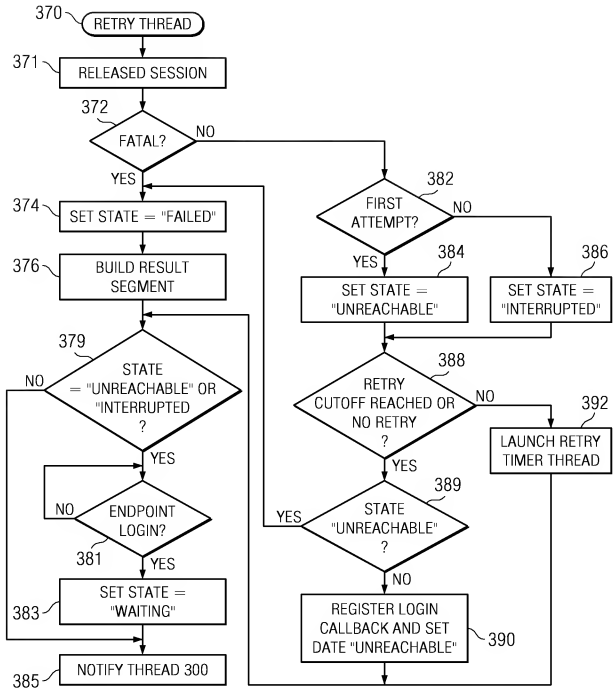 370
RETRY THREAD
371
RELEASED SESSION
372
FATAL?
NO
YES
374
SET STATE = "FAILED"
376
BUILD RESULT
SEGMENT
379
STATE
= "UNREACHABLE" OR
"INTERRUPTED
?
NO
YES
ENDPOINT
LOGIN?
NO
381
YES
383
SET STATE =
"WAITING"
385
NOTIFY THREAD 300
382
FIRST
ATTEMPT?
NO
YES
384
SET STATE =
"UNREACHABLE"
386
SET STATE =
"INTERRUPTED"
388
RETRY
CUTOFF REACHED OR
NO RETRY
?
NO
YES
392
LAUNCH RETRY
TIMER THREAD
389
STATE
"UNREACHABLE"
?
YES
NO
REGISTER LOGIN
CALLBACK AND SET
DATE "UNREACHABLE"
390